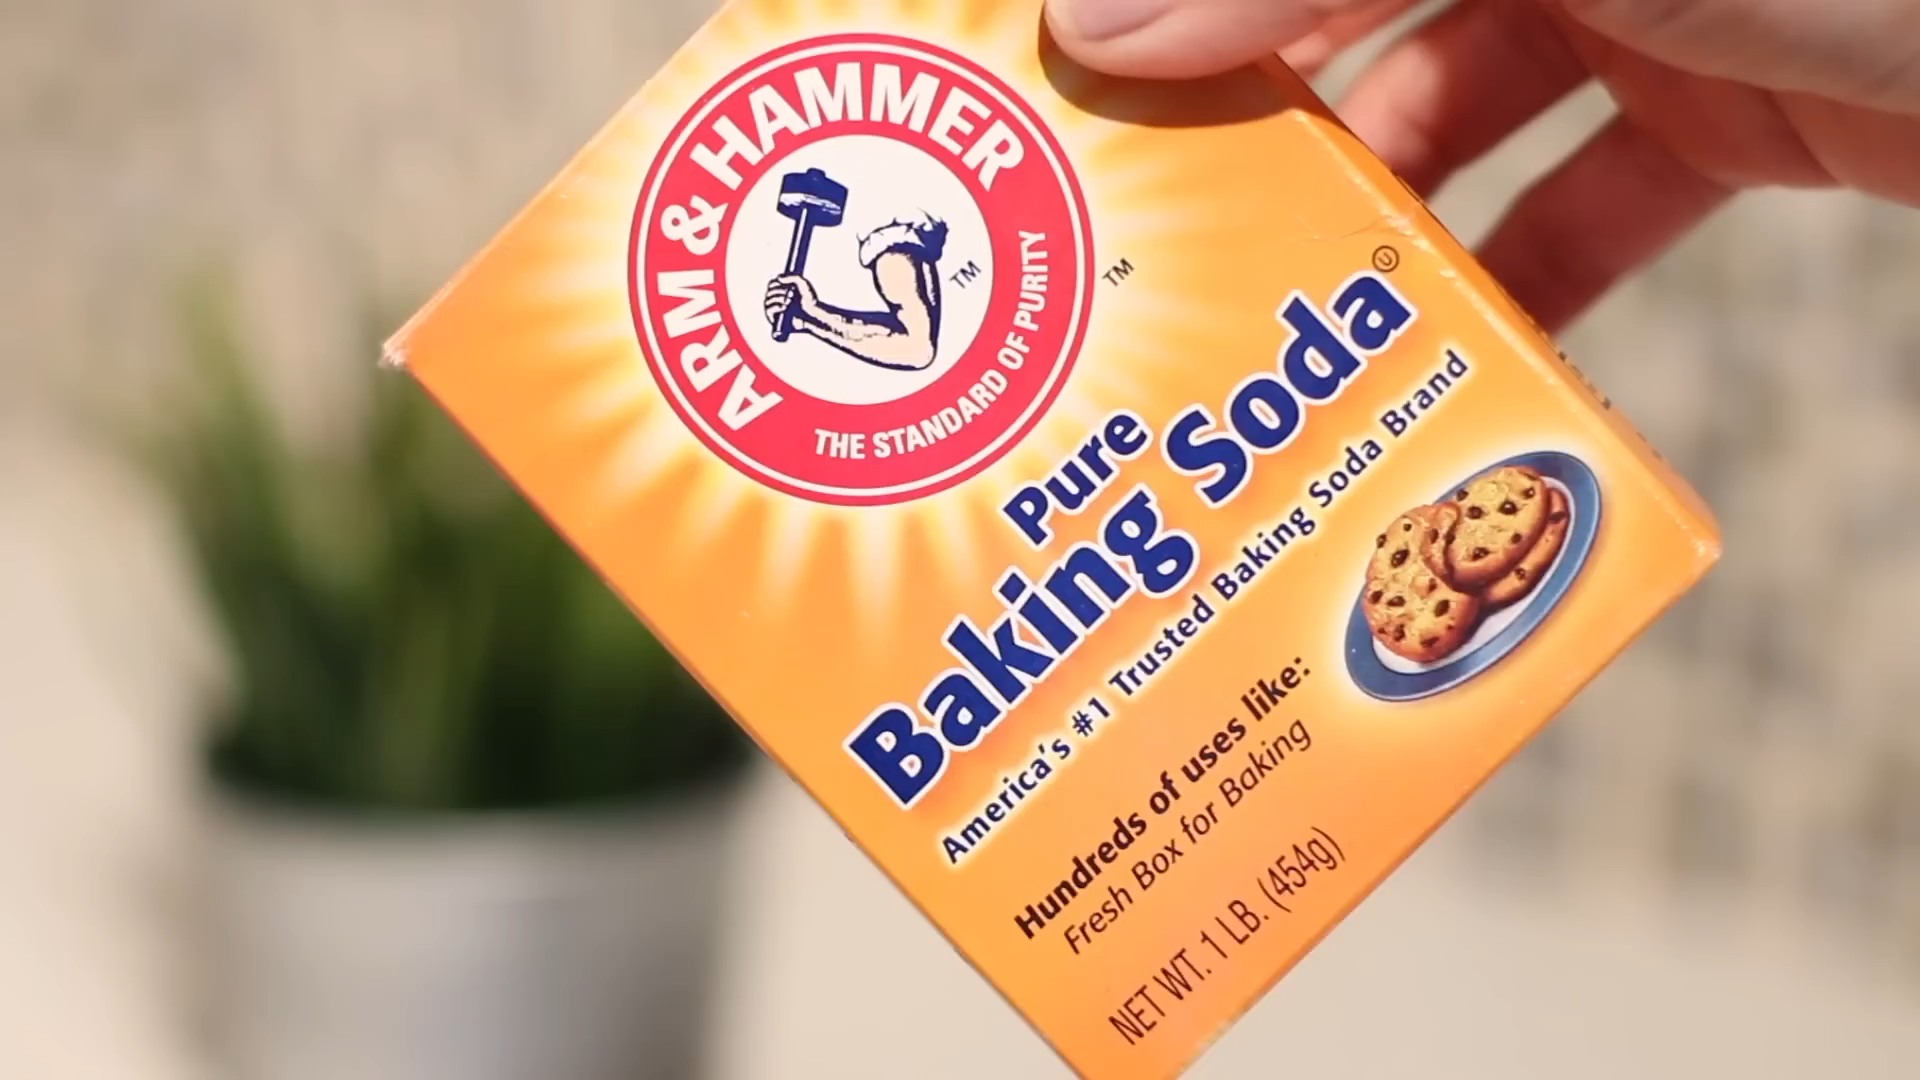 ARM & HAMMER
THE STANDARD OF PURITY
TM
TM
Pure
Baking Soda
U
America's #1 Trusted Baking Soda Brand
Hundreds of uses like:
Fresh Box for Baking
NET WT. 1 LB. (454g)